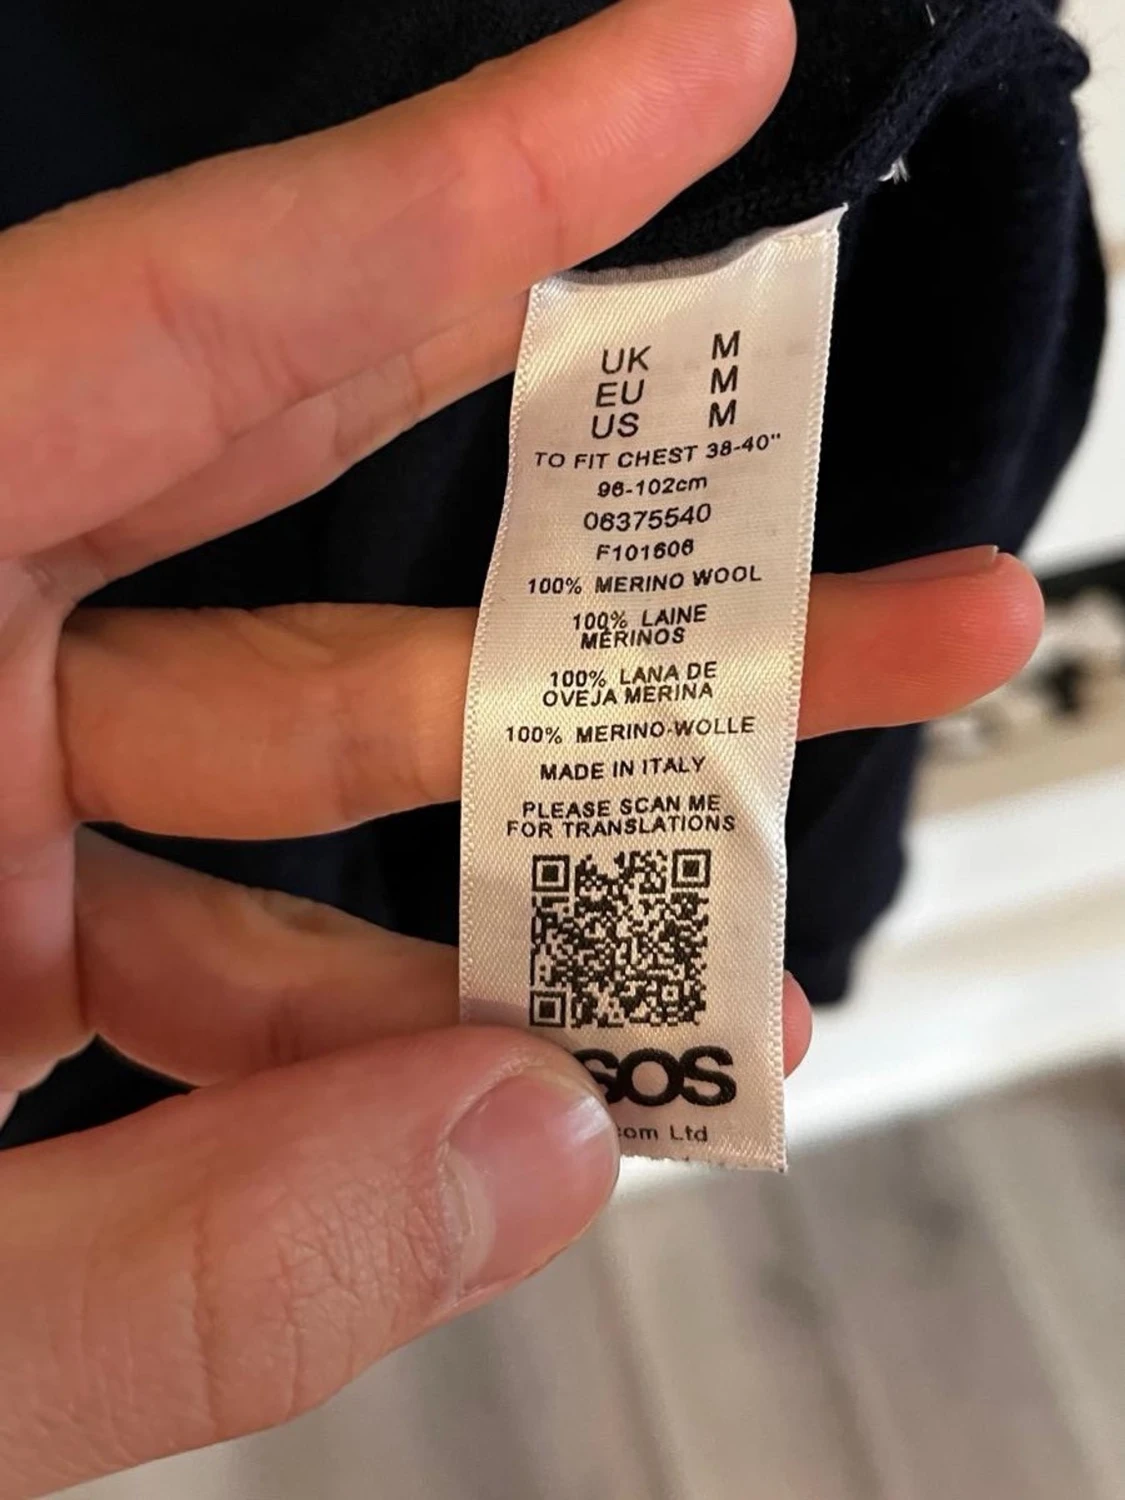 UK M
EU M
US M
TO FIT CHEST 38-40"
96-102cm
06375540
F101606
100% MERINO WOOL
100% LAINE
MÉRINOS
100% LANA DE
OVEJA MERINA
100% MERINO-WOLLE
MADE IN ITALY
PLEASE SCAN ME
FOR TRANSLATIONS
sos
com Ltd